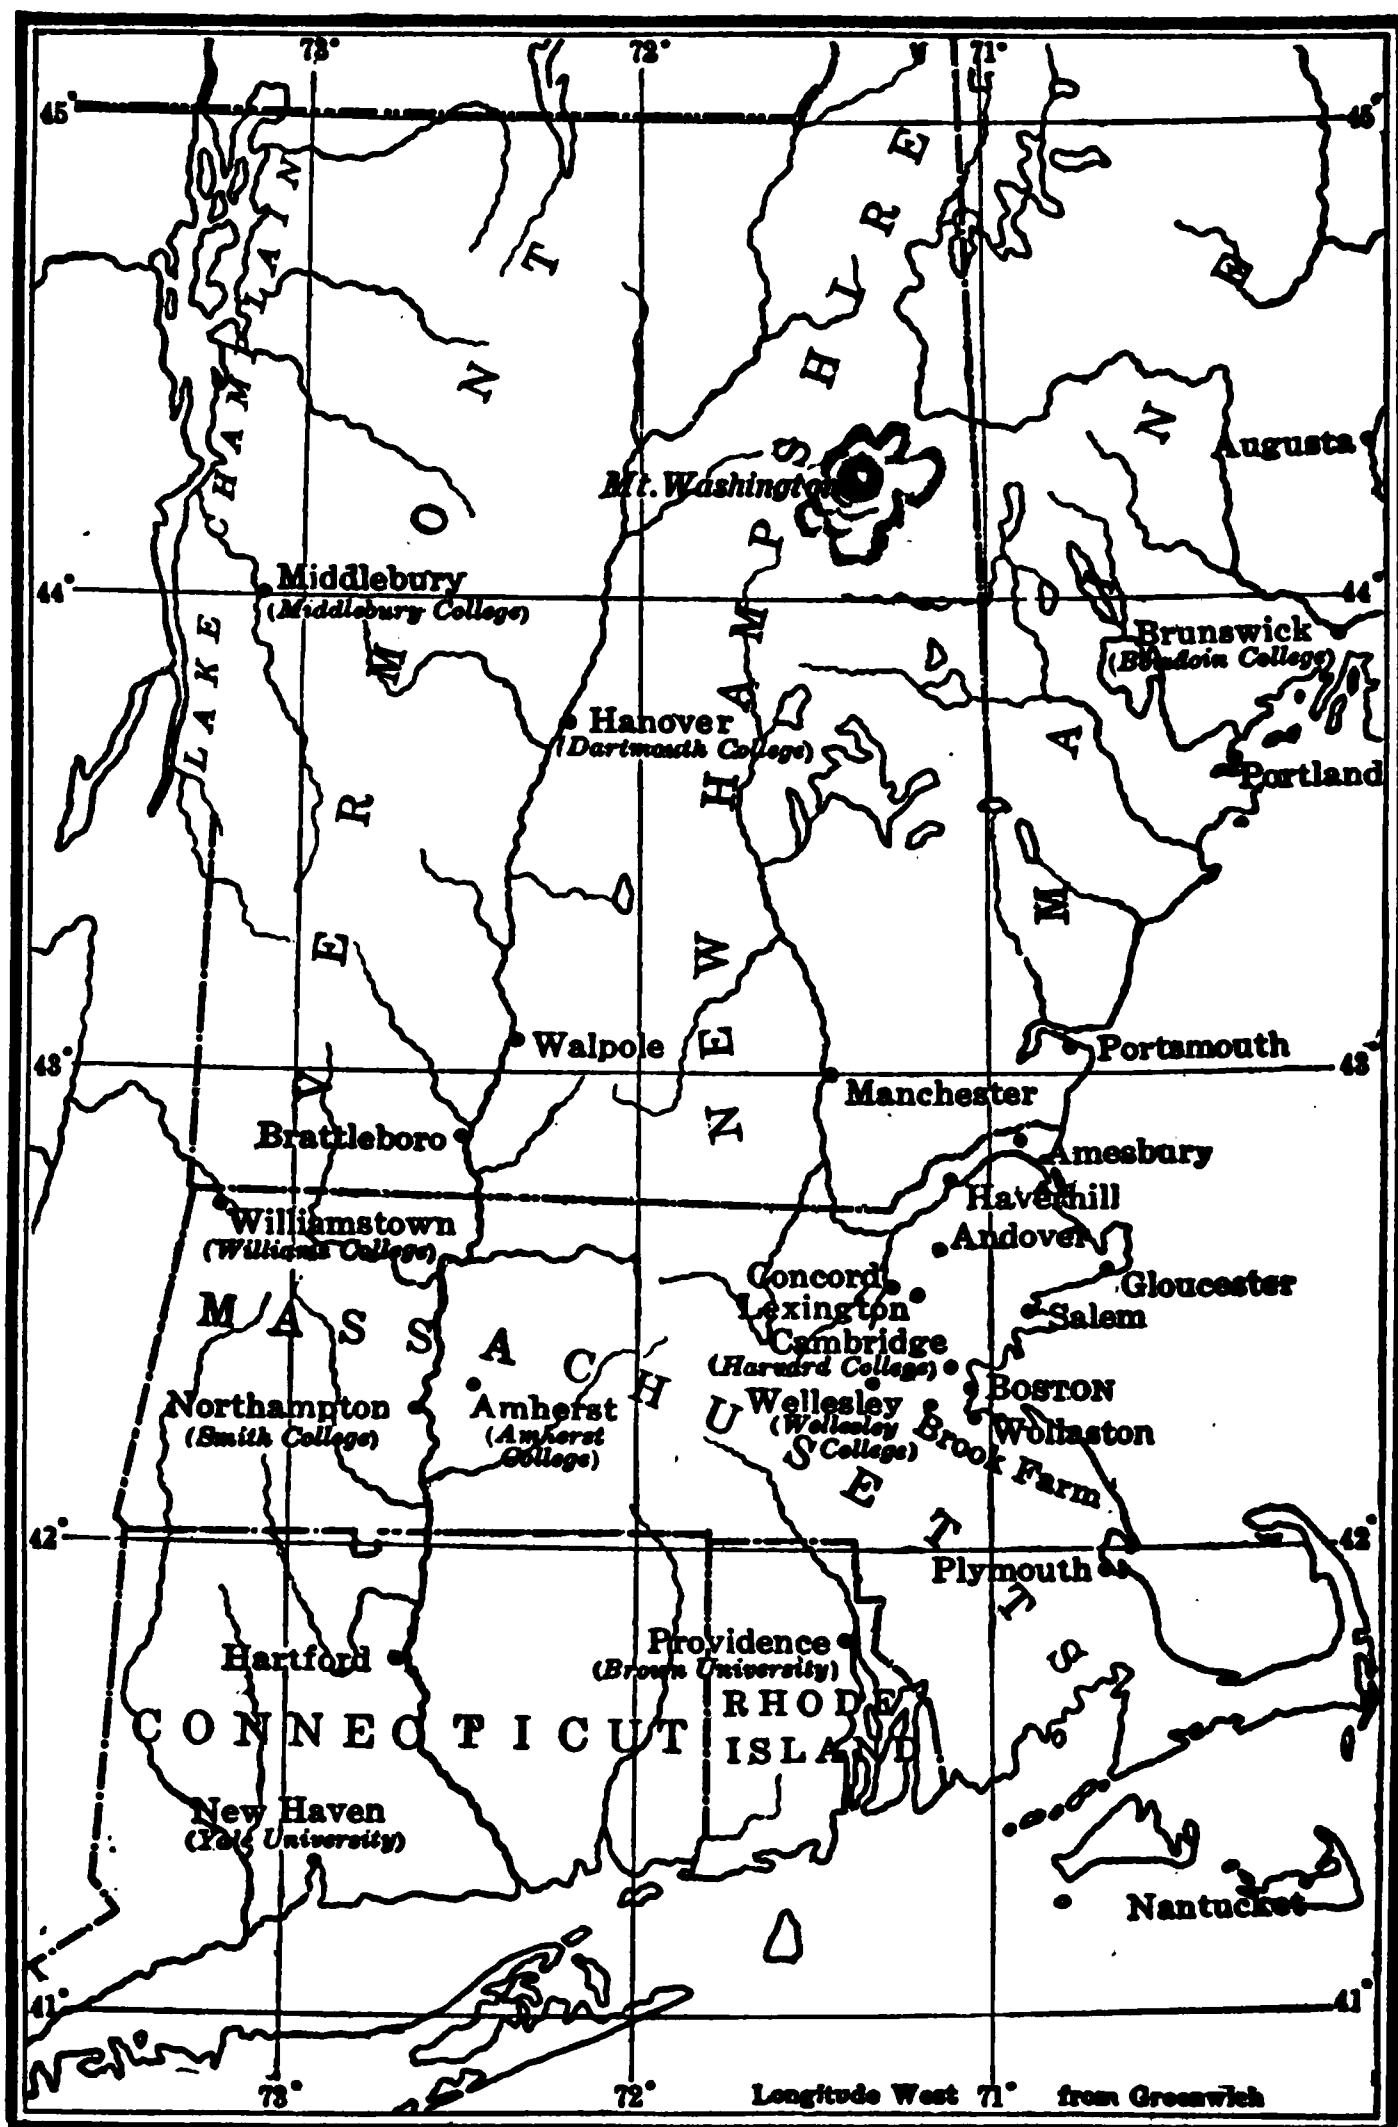 73° 72° 71°
45° 45°
LAKE CHAMPLAIN
VERMONT
NEW HAMPSHIRE
MAINE
Augusta
Mt. Washington
44° 44°
Middlebury
(Middlebury College)
Brunswick
(Bowdoin College)
Hanover
(Dartmouth College)
Portland
Walpole
Portsmouth
43° 43°
Manchester
Brattleboro
Amesbury
Haverhill
Williamstown
(Williams College)
Andover
Concord
Gloucester
Lexington
Salem
MASSACHUSETTS
Cambridge
(Harvard College)
BOSTON
Northampton
(Smith College)
Amherst
(Amherst
College)
Wellesley
(Wellesley
College)
Wollaston
Brook Farm
42° 42°
Plymouth
Hartford
Providence
(Brown University)
RHODE
ISLAND
CONNECTICUT
New Haven
(Yale University)
Nantucket
41° 41°
73° 72° Longitude West 71° from Greenwich